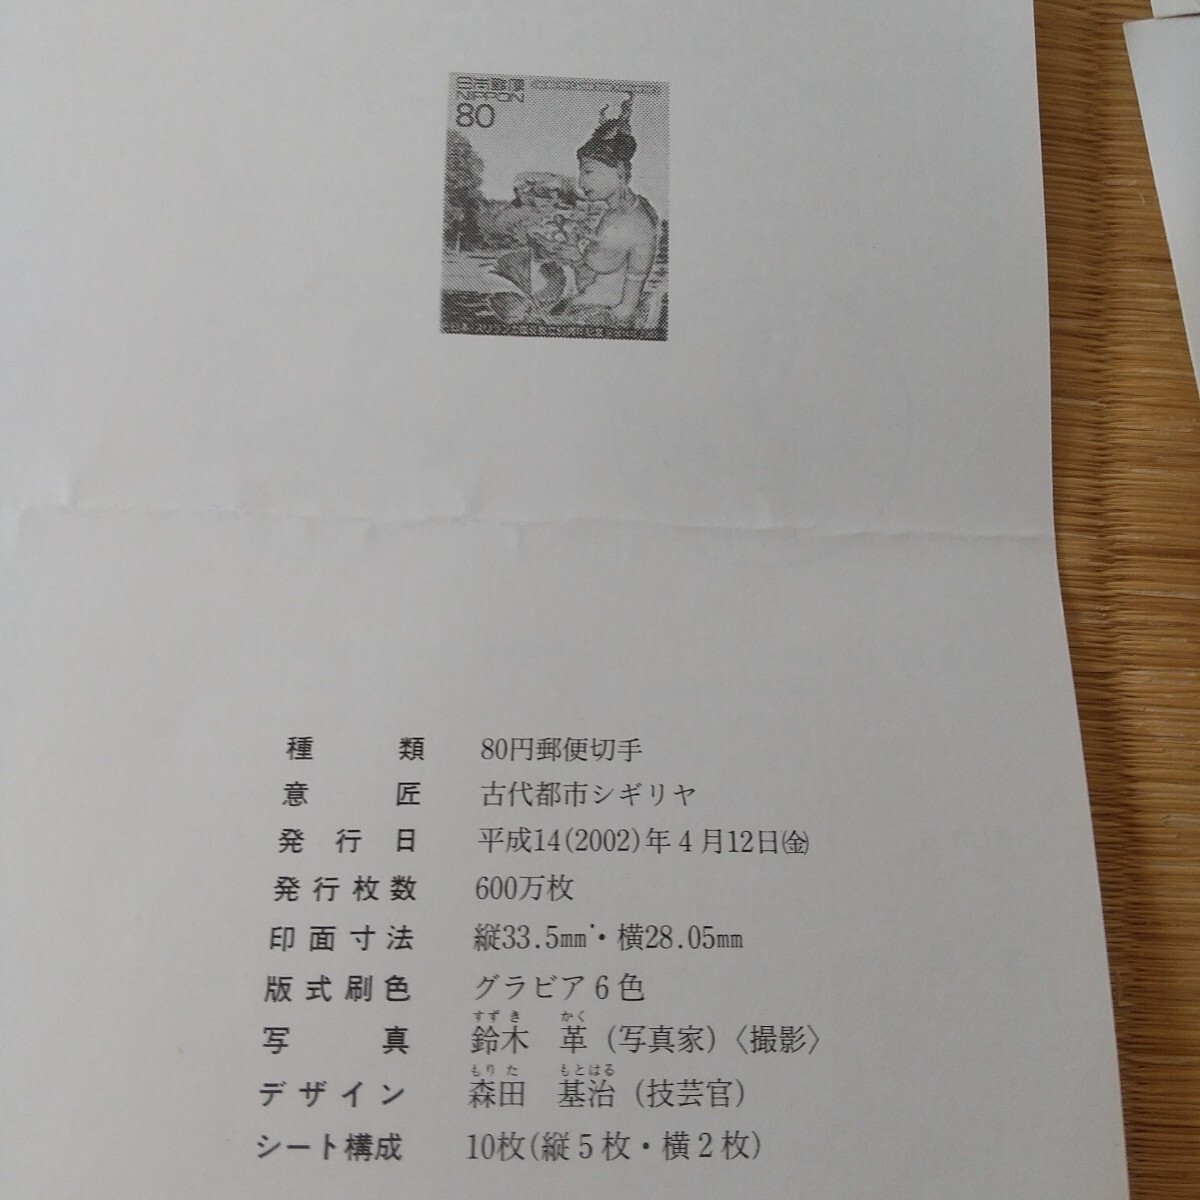 日本郵便
NIPPON
80
種類 80円郵便切手
意匠 古代都市シギリヤ
発行日 平成14(2002)年4月12日㈮
発行枚数 600万枚
印面寸法 縦33.5mm・横28.05mm
版式刷色 グラビア6色
すずき かく
写真 鈴木 革(写真家)〈撮影〉
もりた もとはる
デザイン 森田 基治(技芸官)
シート構成 10枚(縦5枚・横2枚)